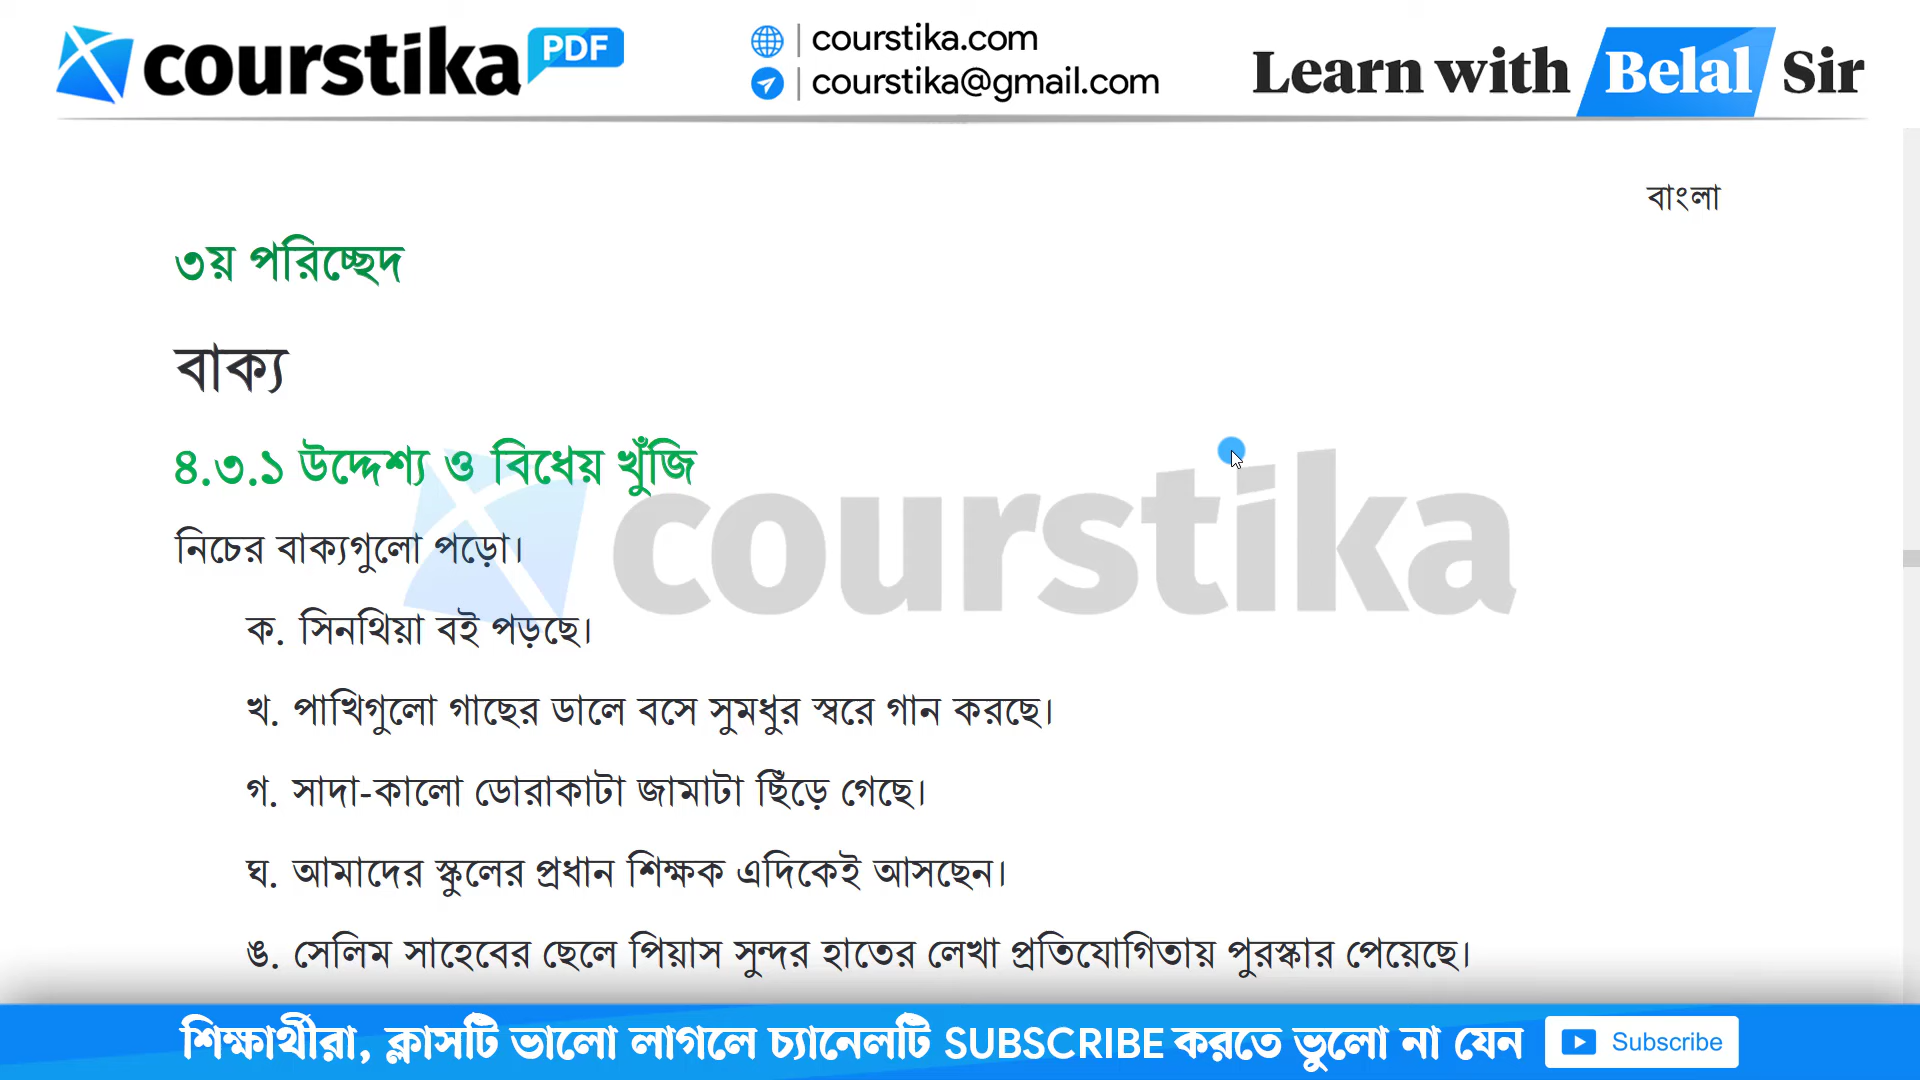 courstika PDF
courstika.com
courstika@gmail.com
Learn with Belal Sir
বাংলা
৩য় পরিচ্ছেদ
বাক্য
৪.৩.১ উদ্দেশ্য ও বিধেয় খুঁজি
courstika
নিচের বাক্যগুলো পড়ো।
ক. সিনথিয়া বই পড়ছে।
খ. পাখিগুলো গাছের ডালে বসে সুমধুর স্বরে গান করছে।
গ. সাদা-কালো ডোরাকাটা জামাটা ছিঁড়ে গেছে।
ঘ. আমাদের স্কুলের প্রধান শিক্ষক এদিকেই আসছেন।
ঙ. সেলিম সাহেবের ছেলে পিয়াস সুন্দর হাতের লেখা প্রতিযোগিতায় পুরস্কার পেয়েছে।
শিক্ষার্থীরা, ক্লাসটি ভালো লাগলে চ্যানেলটি SUBSCRIBE করতে ভুলো না যেন
Subscribe